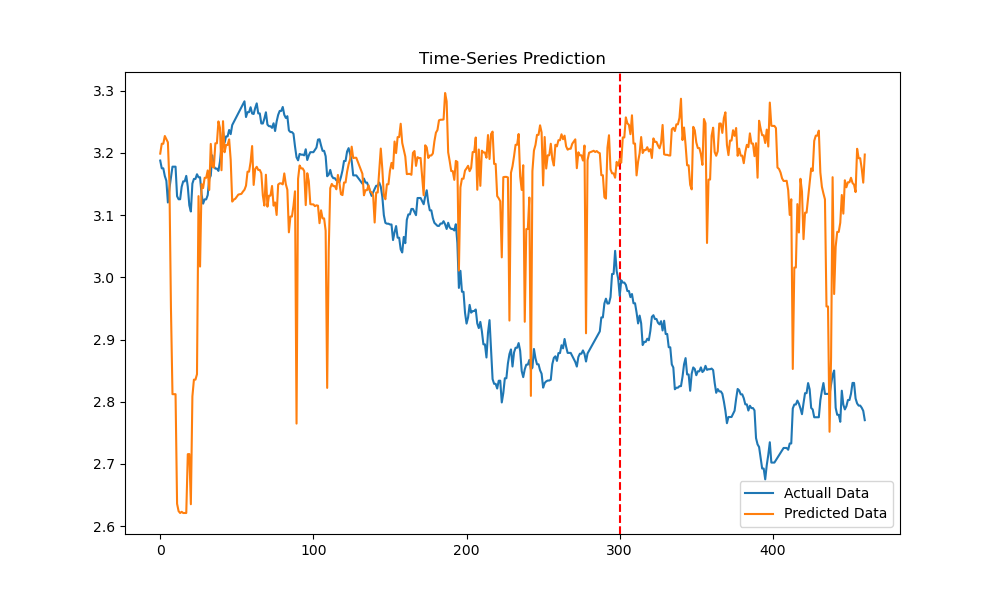 Time-Series Prediction
3.3
3.2
3.1
3.0
2.9
2.8
2.7
2.6
0 100 200 300 400
Actuall Data
Predicted Data